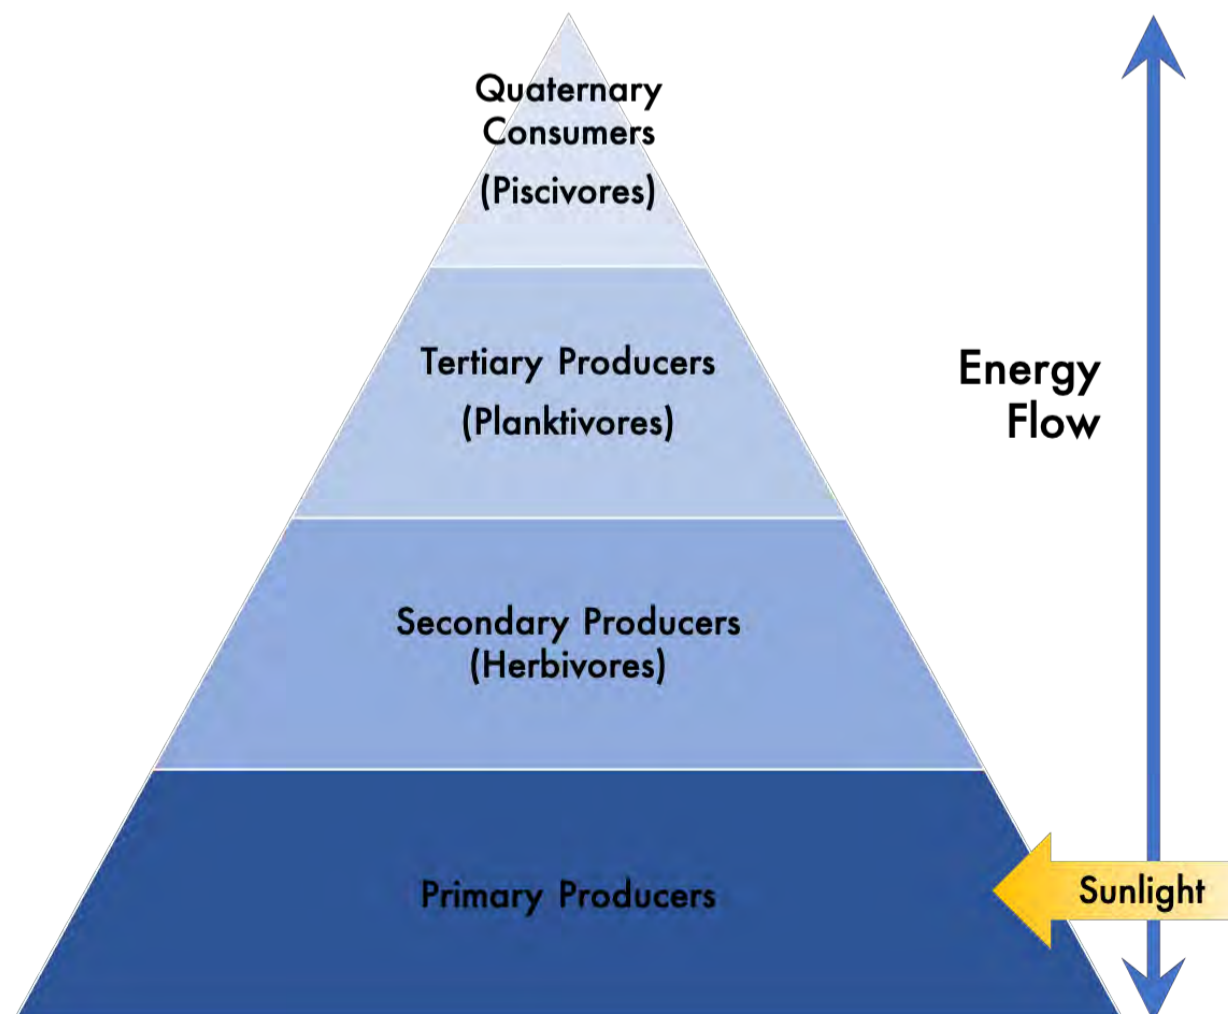 Quaternary
Consumers
(Piscivores)
Tertiary Producers
(Planktivores)
Energy
Flow
Secondary Producers
(Herbivores)
Primary Producers
Sunlight